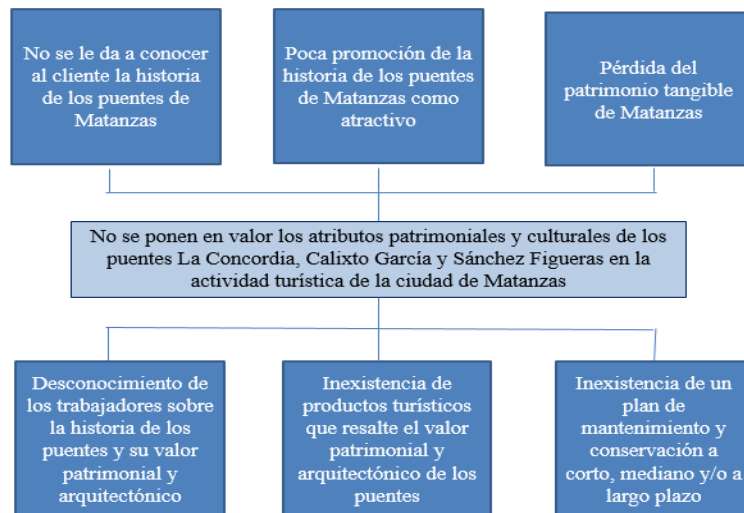 No se le da a conocer
al cliente la historia
de los puentes de
Matanzas
Poca promoción de la
historia de los puentes
de Matanzas como
atractivo
Pérdida del
patrimonio tangible
de Matanzas
No se ponen en valor los atributos patrimoniales y culturales de los
puentes La Concordia, Calixto García y Sánchez Figueras en la
actividad turística de la ciudad de Matanzas
Desconocimiento de
los trabajadores sobre
la historia de los
puentes y su valor
patrimonial y
arquitectónico
Inexistencia de
productos turísticos
que resalte el valor
patrimonial y
arquitectónico de los
puentes
Inexistencia de un
plan de
mantenimiento y
conservación a
corto, mediano y/o a
largo plazo